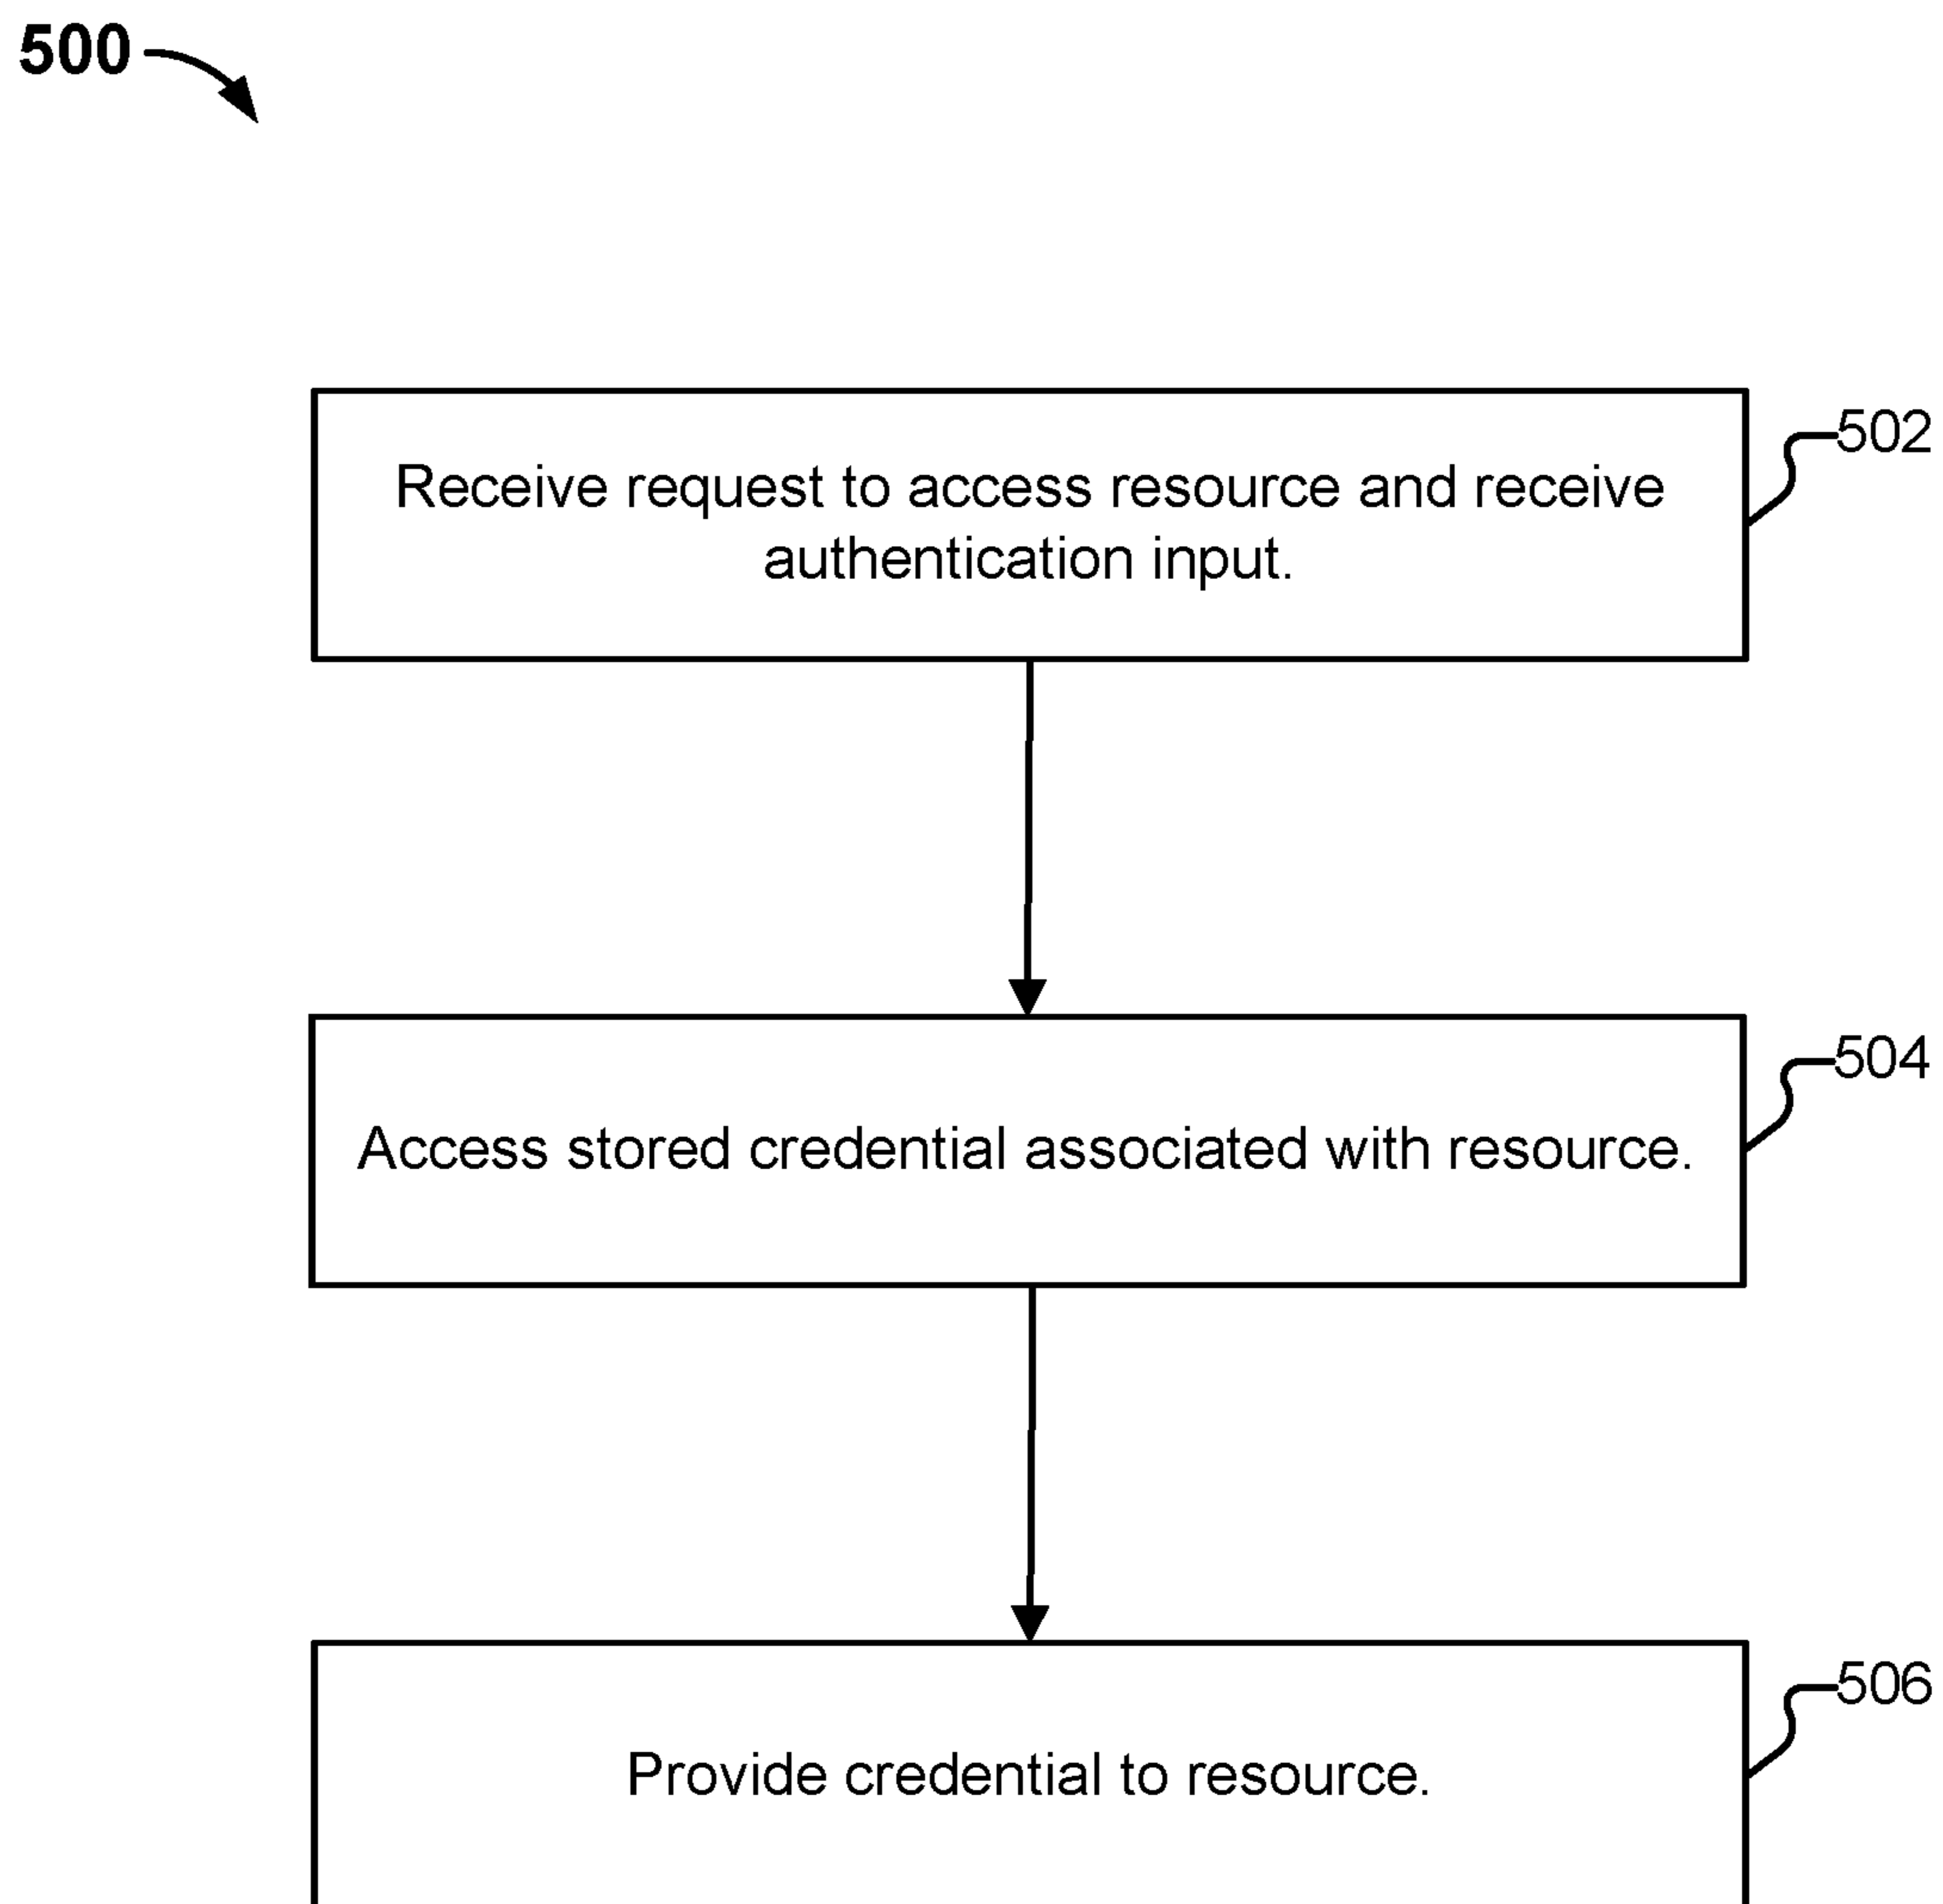 500
502
Receive request to access resource and receive
authentication input.
504
Access stored credential associated with resource.
506
Provide credential to resource.